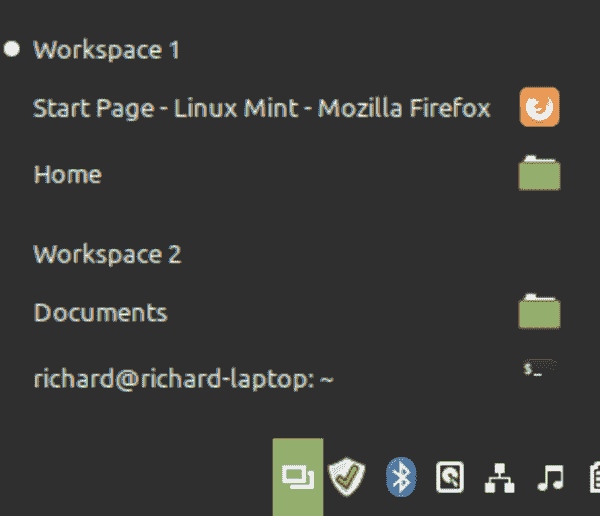 Workspace 1
Start Page - Linux Mint - Mozilla Firefox
Home
Workspace 2
Documents
richard@richard-laptop: ~
$_